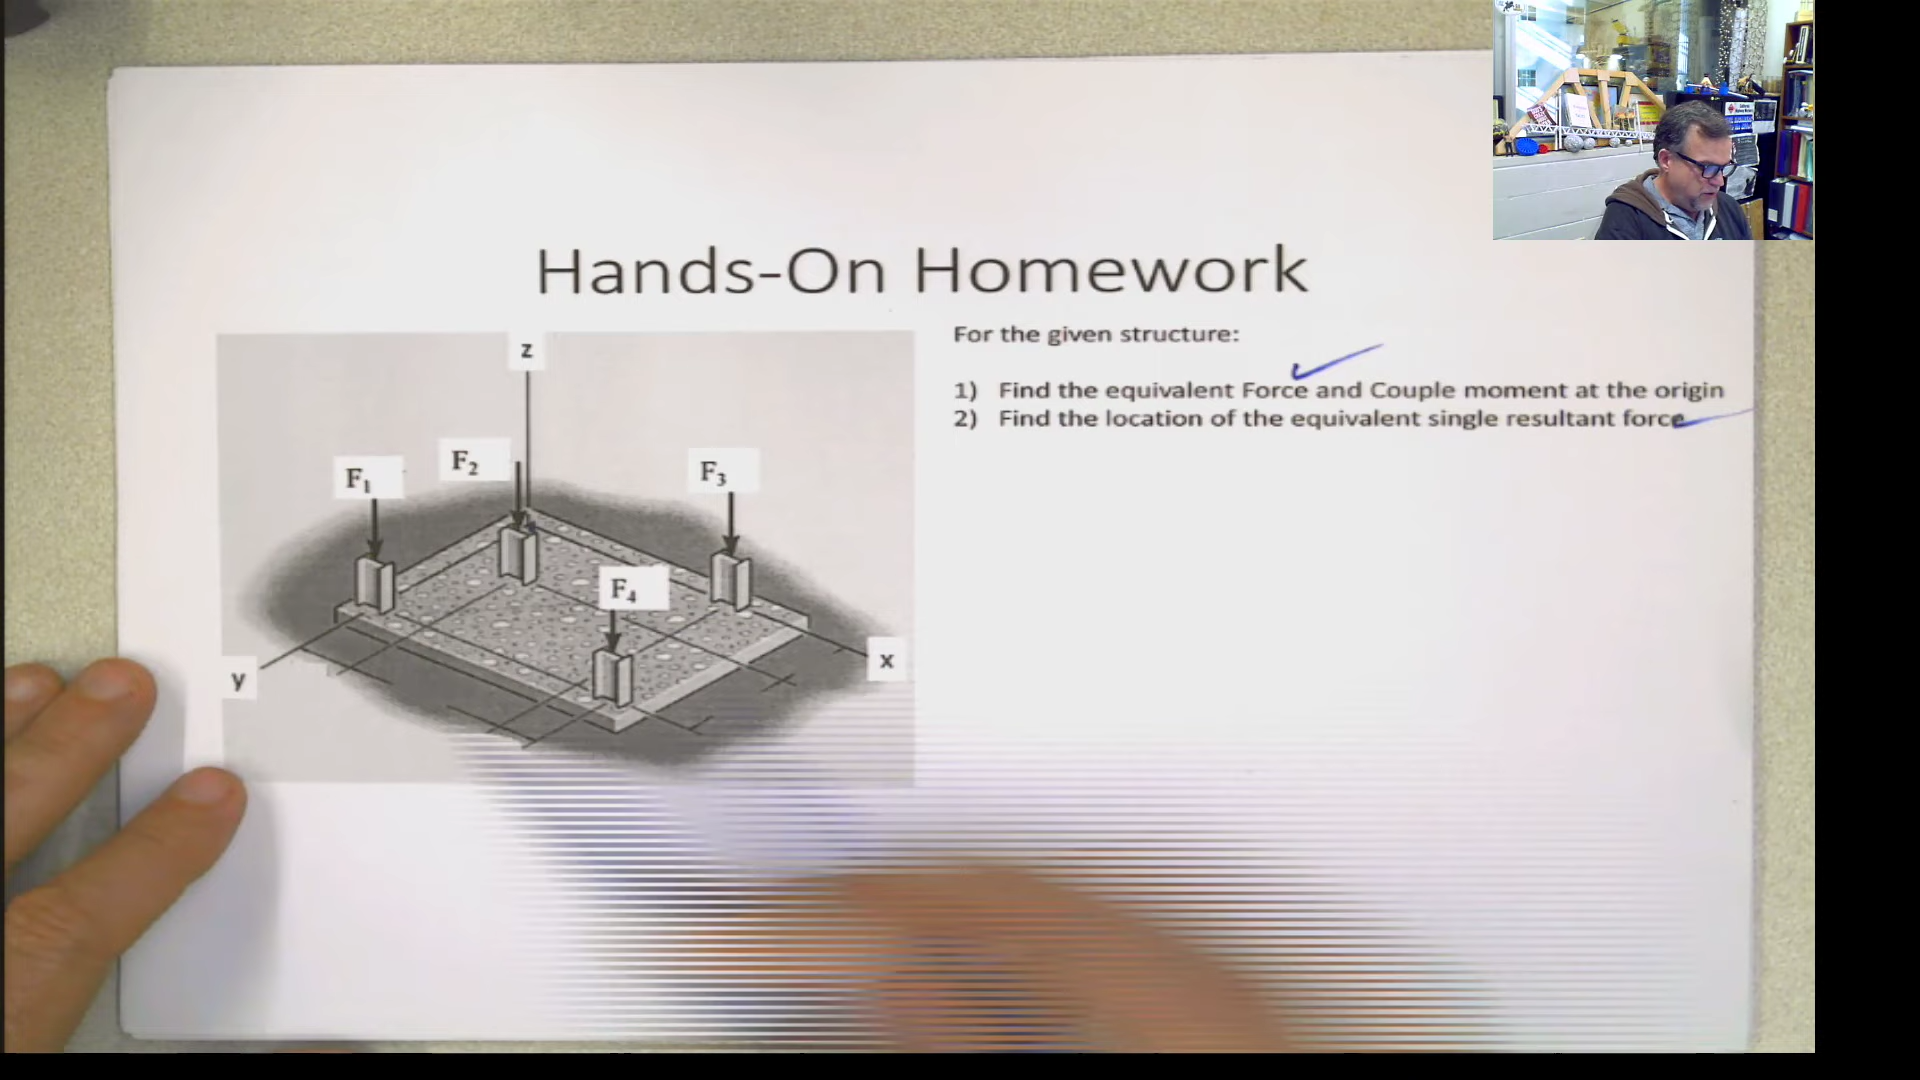 Hands-On Homework
For the given structure:
1) Find the equivalent Force and Couple moment at the origin
2) Find the location of the equivalent single resultant force
z
F₁
F₂
F₃
F₄
y
x